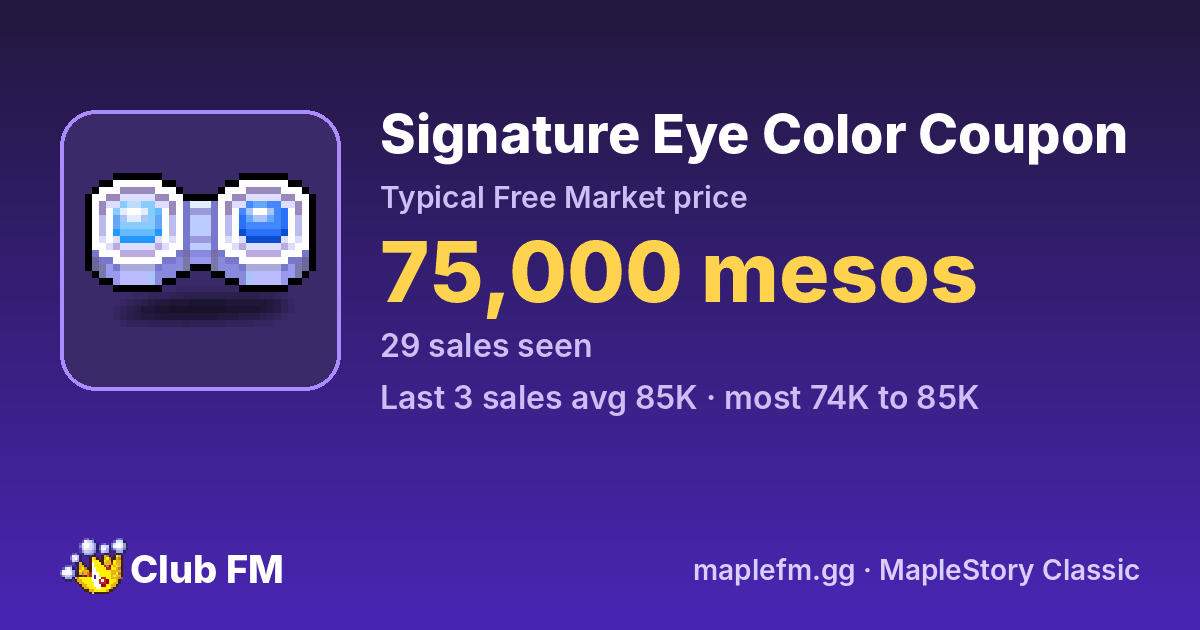 Signature Eye Color Coupon
Typical Free Market price
75,000 mesos
29 sales seen
Last 3 sales avg 85K · most 74K to 85K
Club FM
maplefm.gg · MapleStory Classic